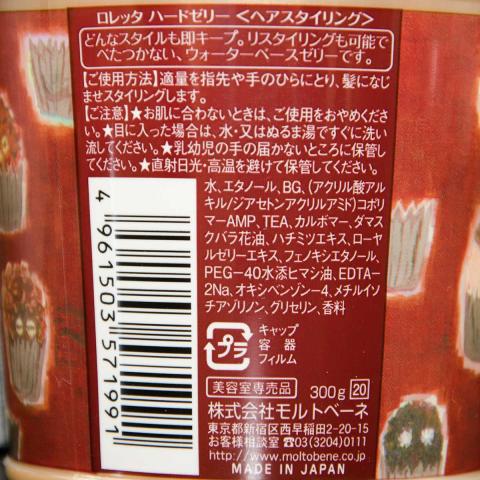 ロレッタ ハードゼリー 〈ヘアスタイリング〉
どんなスタイルも即キープ。リスタイリングも可能で
べたつかない、ウォーターベースゼリーです。
【ご使用方法】適量を指先や手のひらにとり、髪になじ
ませスタイリングします。
【ご注意】★お肌に合わないときは、ご使用をおやめくださ
い。★目に入った場合は、水・又はぬるま湯ですぐに洗い
流してください。★乳幼児の手の届かないところに保管し
てください。★直射日光・高温を避けて保管してください。
水、エタノール、BG、(アクリル酸アル
キル/ジアセトンアクリルアミド)コポリ
マーAMP、TEA、カルボマー、ダマス
クバラ花油、ハチミツエキス、ローヤ
ルゼリーエキス、フェノキシエタノール、
PEG-40水添ヒマシ油、EDTA-
2Na、オキシベンゾン-4、メチルイソ
チアゾリノン、グリセリン、香料
4961503571991
プラ
キャップ
容器
フィルム
美容室専売品 300g 20
株式会社モルトベーネ
東京都新宿区西早稲田2-20-15
お客様相談室 ☎03(3204)0111
http://www.moltobene.com/
MADE IN JAPAN